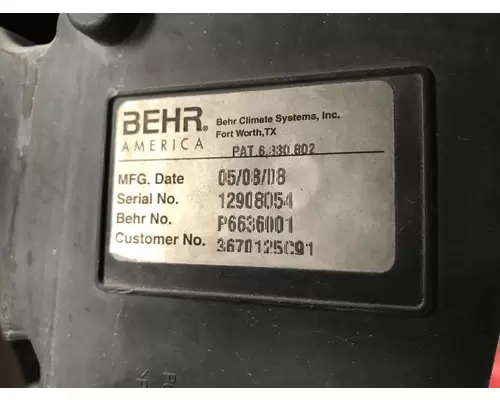 BEHR®
AMERICA
Behr Climate Systems, Inc.
Fort Worth,TX
PAT.6,330,802
MFG. Date 05/08/08
Serial No. 12908054
Behr No. P6636001
Customer No. 3670125C91